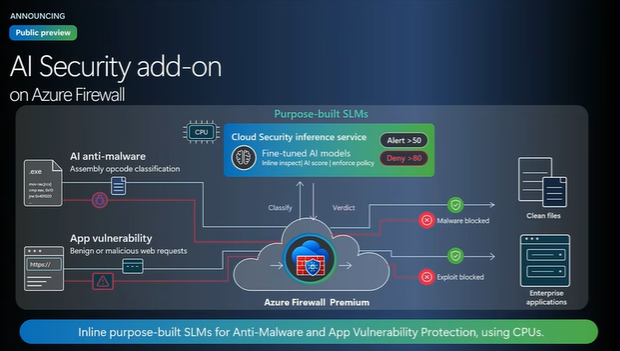 ANNOUNCING
Public preview
AI Security add-on
on Azure Firewall
Purpose-built SLMs
CPU
Cloud Security inference service
Fine-tuned AI models
Inline inspect| AI score | enforce policy
Alert >50
Deny >80
AI anti-malware
Assembly opcode classification
.exe
Classify
Verdict
Malware blocked
Clean files
App vulnerability
Benign or malicious web requests
https://
Exploit blocked
Azure Firewall Premium
Enterprise
applications
Inline purpose-built SLMs for Anti-Malware and App Vulnerability Protection, using CPUs.